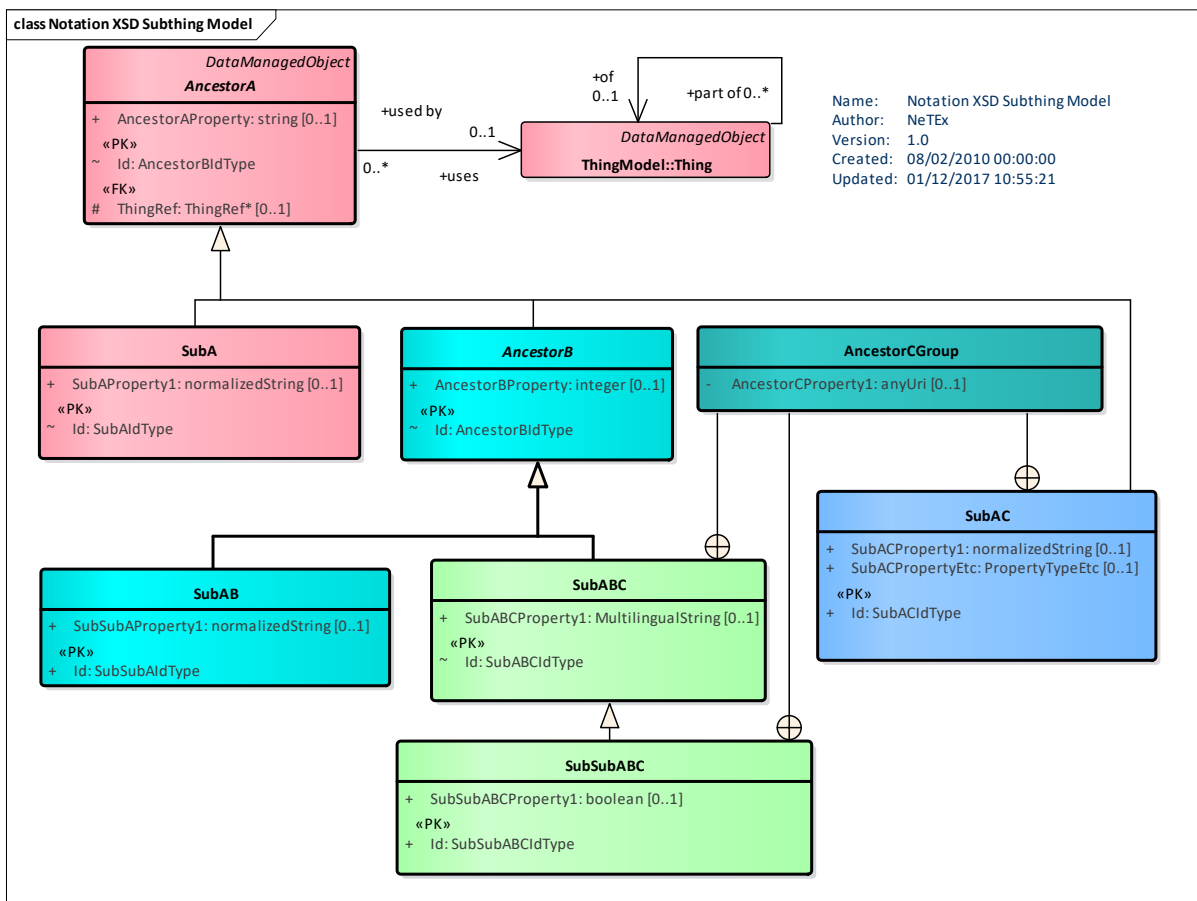 class Notation XSD Subthing Model
DataManagedObject
AncestorA
+ AncestorAProperty: string [0..1]
«PK»
~ Id: AncestorBIdType
«FK»
# ThingRef: ThingRef* [0..1]
+used by
0..1
0..*
+uses
+of
0..1
+part of 0..*
DataManagedObject
ThingModel::Thing
Name: Notation XSD Subthing Model
Author: NeTEx
Version: 1.0
Created: 08/02/2010 00:00:00
Updated: 01/12/2017 10:55:21
SubA
+ SubAProperty1: normalizedString [0..1]
«PK»
~ Id: SubAIdType
AncestorB
+ AncestorBProperty: integer [0..1]
«PK»
~ Id: AncestorBIdType
AncestorCGroup
- AncestorCProperty1: anyUri [0..1]
SubAC
+ SubACProperty1: normalizedString [0..1]
+ SubACPropertyEtc: PropertyTypeEtc [0..1]
«PK»
+ Id: SubACIdType
SubAB
+ SubSubAProperty1: normalizedString [0..1]
«PK»
+ Id: SubSubAIdType
SubABC
+ SubABCProperty1: MultilingualString [0..1]
«PK»
~ Id: SubABCIdType
SubSubABC
+ SubSubABCProperty1: boolean [0..1]
«PK»
+ Id: SubSubABCIdType